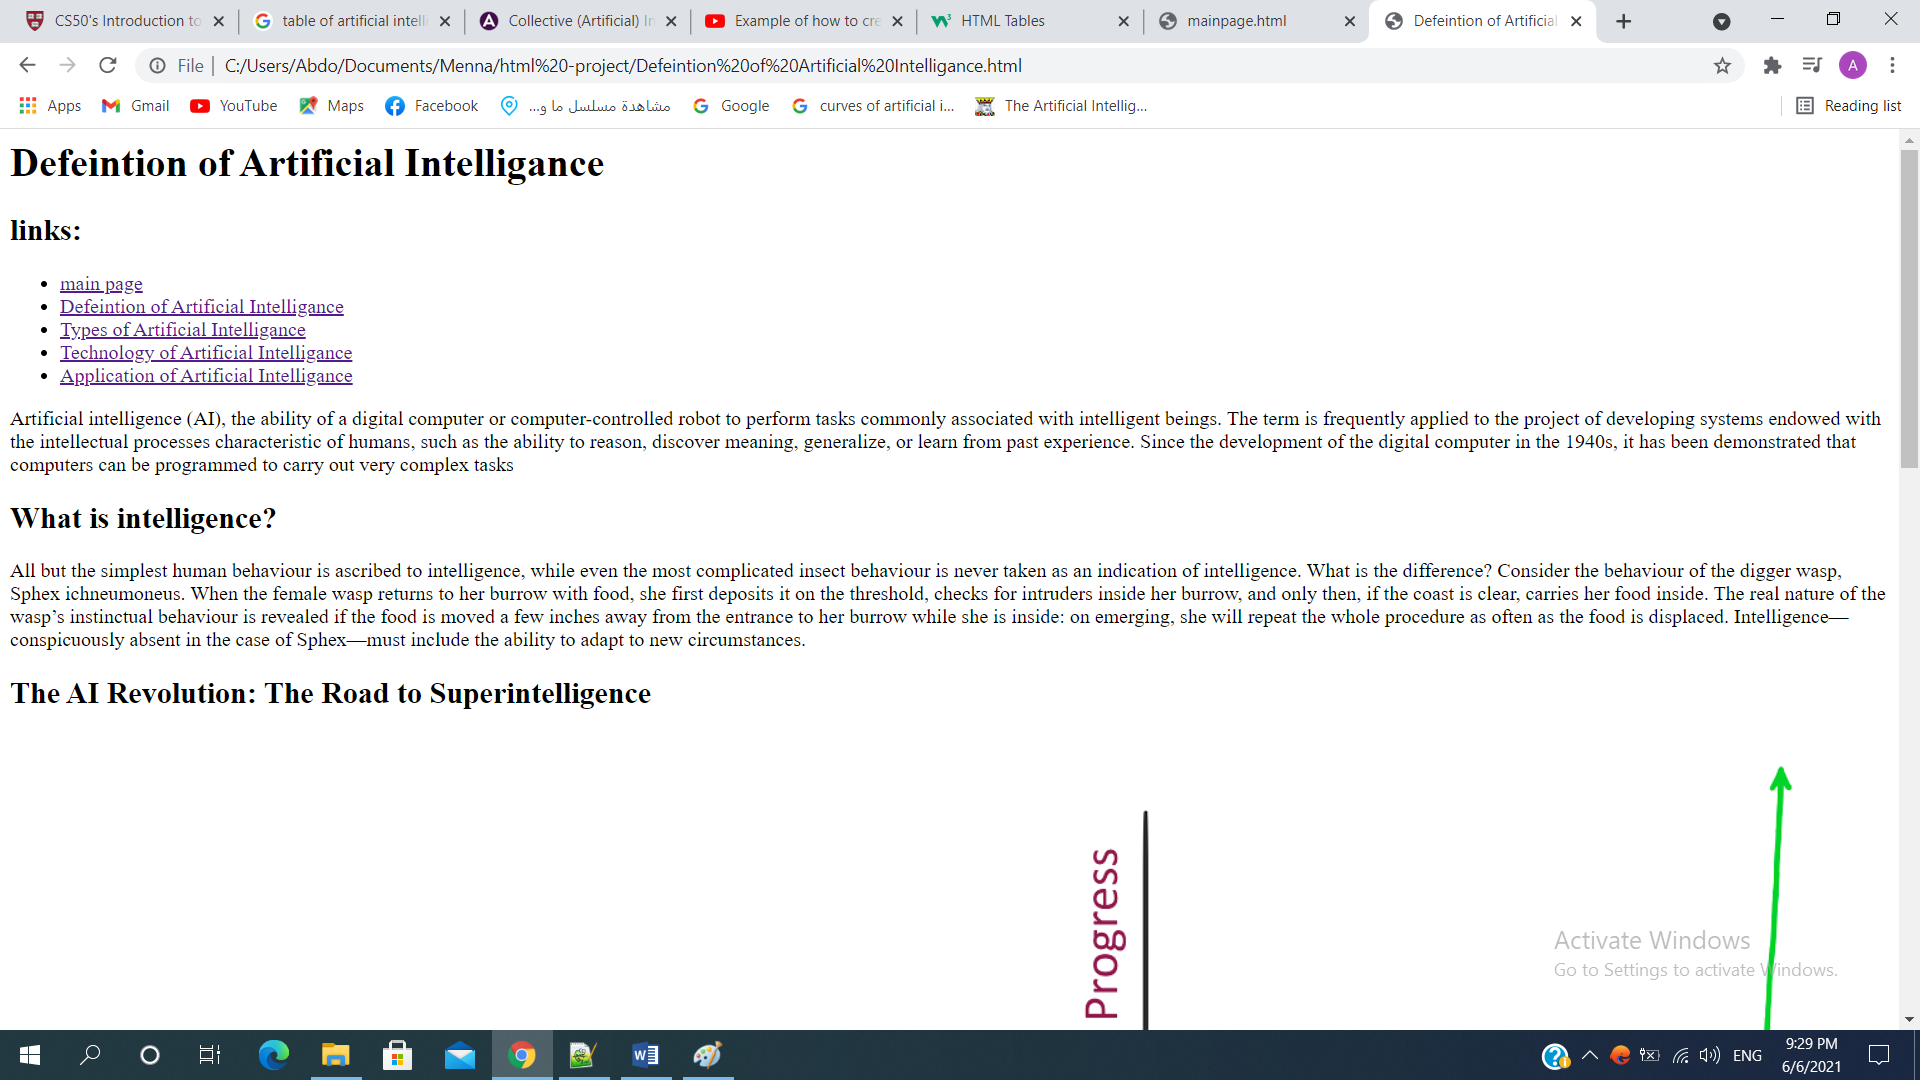 CS50's Introduction to
table of artificial intelli
Collective (Artificial) In
Example of how to cre
HTML Tables
mainpage.html
Defeintion of Artificial
File | C:/Users/Abdo/Documents/Menna/html%20-project/Defeintion%20of%20Artificial%20Intelligance.html
A
Apps
Gmail
YouTube
Maps
Facebook
مشاهدة مسلسل ما و...
Google
curves of artificial i...
The Artificial Intellig...
Reading list
Defeintion of Artificial Intelligance
links:
main page
Defeintion of Artificial Intelligance
Types of Artificial Intelligance
Technology of Artificial Intelligance
Application of Artificial Intelligance
Artificial intelligence (AI), the ability of a digital computer or computer-controlled robot to perform tasks commonly associated with intelligent beings. The term is frequently applied to the project of developing systems endowed with
the intellectual processes characteristic of humans, such as the ability to reason, discover meaning, generalize, or learn from past experience. Since the development of the digital computer in the 1940s, it has been demonstrated that
computers can be programmed to carry out very complex tasks
What is intelligence?
All but the simplest human behaviour is ascribed to intelligence, while even the most complicated insect behaviour is never taken as an indication of intelligence. What is the difference? Consider the behaviour of the digger wasp,
Sphex ichneumoneus. When the female wasp returns to her burrow with food, she first deposits it on the threshold, checks for intruders inside her burrow, and only then, if the coast is clear, carries her food inside. The real nature of the
wasp’s instinctual behaviour is revealed if the food is moved a few inches away from the entrance to her burrow while she is inside: on emerging, she will repeat the whole procedure as often as the food is displaced. Intelligence—
conspicuously absent in the case of Sphex—must include the ability to adapt to new circumstances.
The AI Revolution: The Road to Superintelligence
Progress
Activate Windows
Go to Settings to activate Windows.
ENG
9:29 PM
6/6/2021